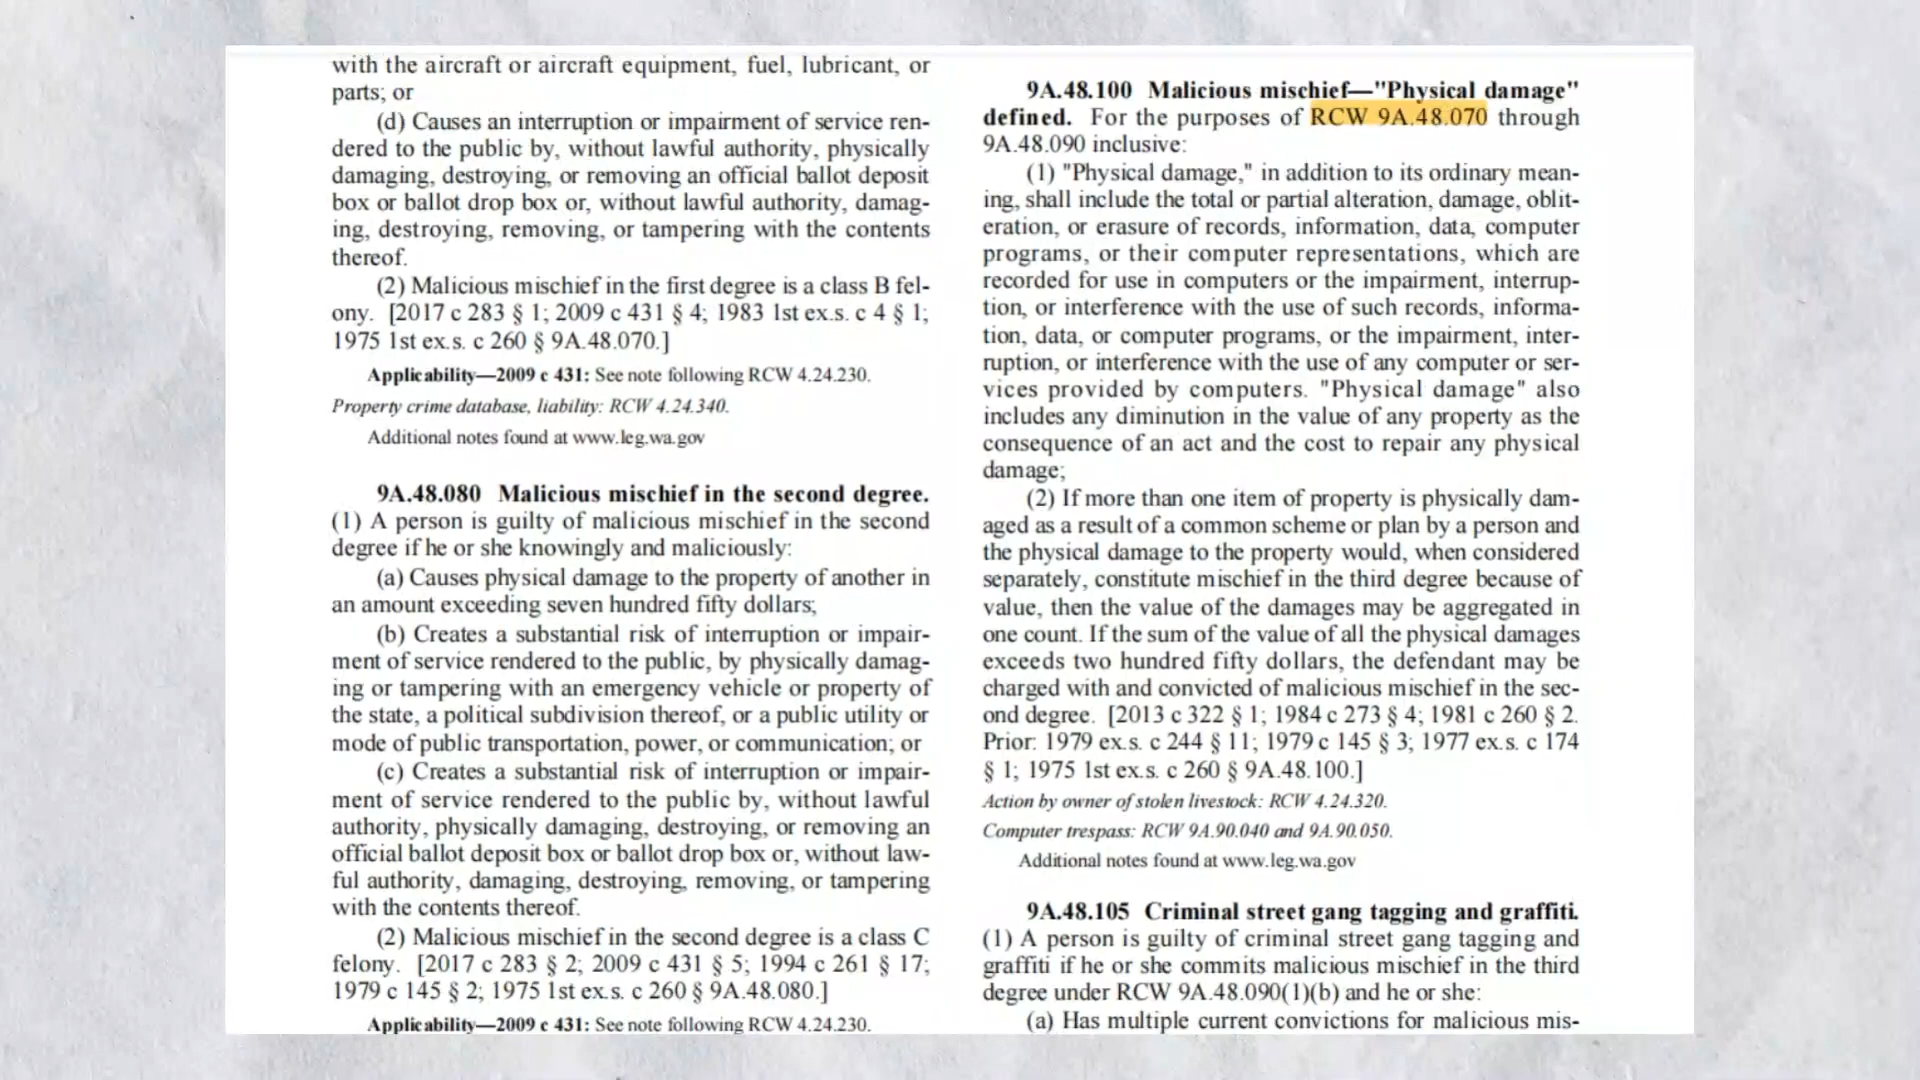 with the aircraft or aircraft equipment, fuel, lubricant, or
parts; or
(d) Causes an interruption or impairment of service ren-
dered to the public by, without lawful authority, physically
damaging, destroying, or removing an official ballot deposit
box or ballot drop box or, without lawful authority, damag-
ing, destroying, removing, or tampering with the contents
thereof.
(2) Malicious mischief in the first degree is a class B fel-
ony. [2017 c 283 § 1; 2009 c 431 § 4; 1983 1st ex.s. c 4 § 1;
1975 1st ex.s. c 260 § 9A.48.070.]
Applicability—2009 c 431: See note following RCW 4.24.230.
Property crime database, liability: RCW 4.24.340.
Additional notes found at www.leg.wa.gov
9A.48.080 Malicious mischief in the second degree.
(1) A person is guilty of malicious mischief in the second
degree if he or she knowingly and maliciously:
(a) Causes physical damage to the property of another in
an amount exceeding seven hundred fifty dollars;
(b) Creates a substantial risk of interruption or impair-
ment of service rendered to the public, by physically damag-
ing or tampering with an emergency vehicle or property of
the state, a political subdivision thereof, or a public utility or
mode of public transportation, power, or communication; or
(c) Creates a substantial risk of interruption or impair-
ment of service rendered to the public by, without lawful
authority, physically damaging, destroying, or removing an
official ballot deposit box or ballot drop box or, without law-
ful authority, damaging, destroying, removing, or tampering
with the contents thereof.
(2) Malicious mischief in the second degree is a class C
felony. [2017 c 283 § 2; 2009 c 431 § 5; 1994 c 261 § 17;
1979 c 145 § 2; 1975 1st ex.s. c 260 § 9A.48.080.]
Applicability—2009 c 431: See note following RCW 4.24.230.
9A.48.100 Malicious mischief—"Physical damage"
defined. For the purposes of RCW 9A.48.070 through
9A.48.090 inclusive:
(1) "Physical damage," in addition to its ordinary mean-
ing, shall include the total or partial alteration, damage, oblit-
eration, or erasure of records, information, data, computer
programs, or their computer representations, which are
recorded for use in computers or the impairment, interrup-
tion, or interference with the use of such records, informa-
tion, data, or computer programs, or the impairment, inter-
ruption, or interference with the use of any computer or ser-
vices provided by computers. "Physical damage" also
includes any diminution in the value of any property as the
consequence of an act and the cost to repair any physical
damage;
(2) If more than one item of property is physically dam-
aged as a result of a common scheme or plan by a person and
the physical damage to the property would, when considered
separately, constitute mischief in the third degree because of
value, then the value of the damages may be aggregated in
one count. If the sum of the value of all the physical damages
exceeds two hundred fifty dollars, the defendant may be
charged with and convicted of malicious mischief in the sec-
ond degree. [2013 c 322 § 1; 1984 c 273 § 4; 1981 c 260 § 2.
Prior: 1979 ex.s. c 244 § 11; 1979 c 145 § 3; 1977 ex.s. c 174
§ 1; 1975 1st ex.s. c 260 § 9A.48.100.]
Action by owner of stolen livestock: RCW 4.24.320.
Computer trespass: RCW 9A.90.040 and 9A.90.050.
Additional notes found at www.leg.wa.gov
9A.48.105 Criminal street gang tagging and graffiti.
(1) A person is guilty of criminal street gang tagging and
graffiti if he or she commits malicious mischief in the third
degree under RCW 9A.48.090(1)(b) and he or she:
(a) Has multiple current convictions for malicious mis-